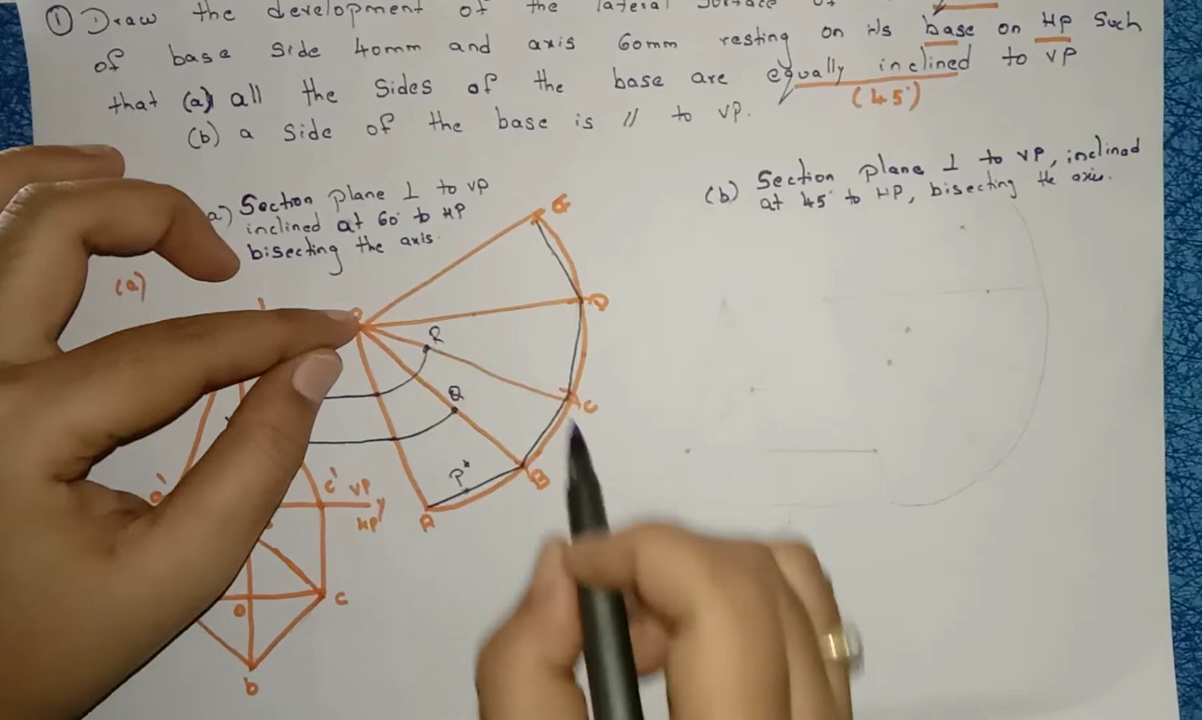 ① Draw the development of the lateral surface of
of base side 40mm and axis 60mm resting on its base on HP such
that (a) all the sides of the base are equally inclined to VP
(45°)
(b) a side of the base is // to VP.
a) Section plane ⊥ to VP
inclined at 60° to HP
bisecting the axis.
(b) Section plane ⊥ to VP, inclined
at 45° to HP, bisecting the axis.
(a)
E
D
R
Q
C
P
B
A
a'
c' VP
HP y
o
c
b